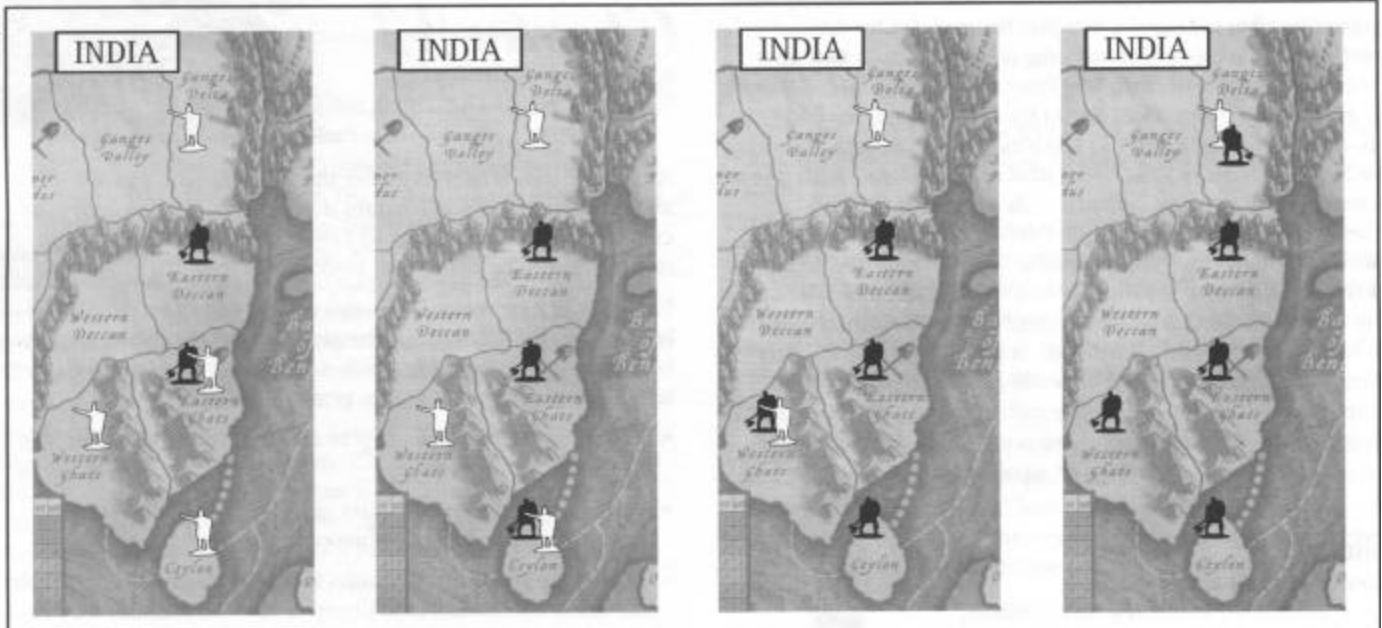 INDIA
Ganges
Delta
Ganges
Valley
Eastern
Deccan
Western
Deccan
Eastern
Ghats
Western
Ghats
Ceylon
INDIA
Ganges
Delta
Ganges
Valley
Eastern
Deccan
Western
Deccan
Eastern
Ghats
Western
Ghats
Ceylon
INDIA
Ganges
Delta
Ganges
Valley
Eastern
Deccan
Western
Deccan
Eastern
Ghats
Western
Ghats
Ceylon
INDIA
Ganges
Delta
Ganges
Valley
Eastern
Deccan
Western
Deccan
Eastern
Ghats
Western
Ghats
Ceylon